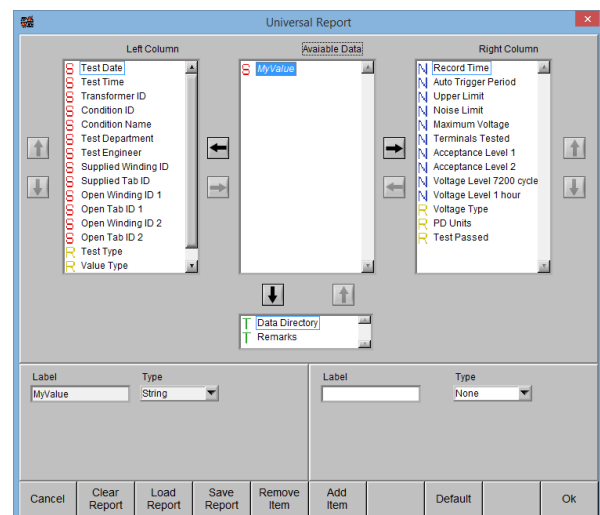 Universal Report
Left Column
Avaiable Data
Right Column
S Test Date
S Test Time
S Transformer ID
S Condition ID
S Condition Name
S Test Department
S Test Engineer
S Supplied Winding ID
S Supplied Tab ID
S Open Winding ID 1
S Open Tab ID 1
S Open Winding ID 2
S Open Tab ID 2
R Test Type
R Value Type
S MyValue
N Record Time
N Auto Trigger Period
N Upper Limit
N Noise Limit
N Maximum Voltage
N Terminals Tested
N Acceptance Level 1
N Acceptance Level 2
N Voltage Level 7200 cycle
N Voltage Level 1 hour
R Voltage Type
R PD Units
R Test Passed
T Data Directory
T Remarks
Label
Type
MyValue
String
Label
Type
None
Cancel
Clear
Report
Load
Report
Save
Report
Remove
Item
Add
Item
Default
Ok